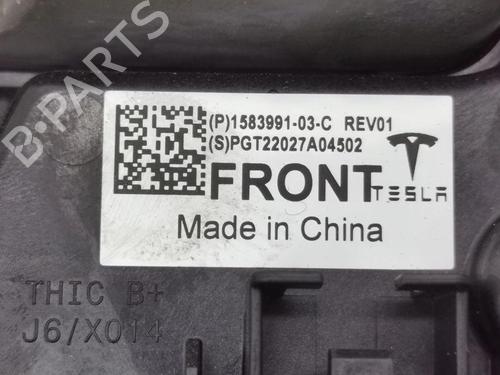 (P)1583991-03-C REV01
(S)PGT22027A04502
FRONT
TESLA
Made in China
THIC B+
J6/X014
B-PARTS